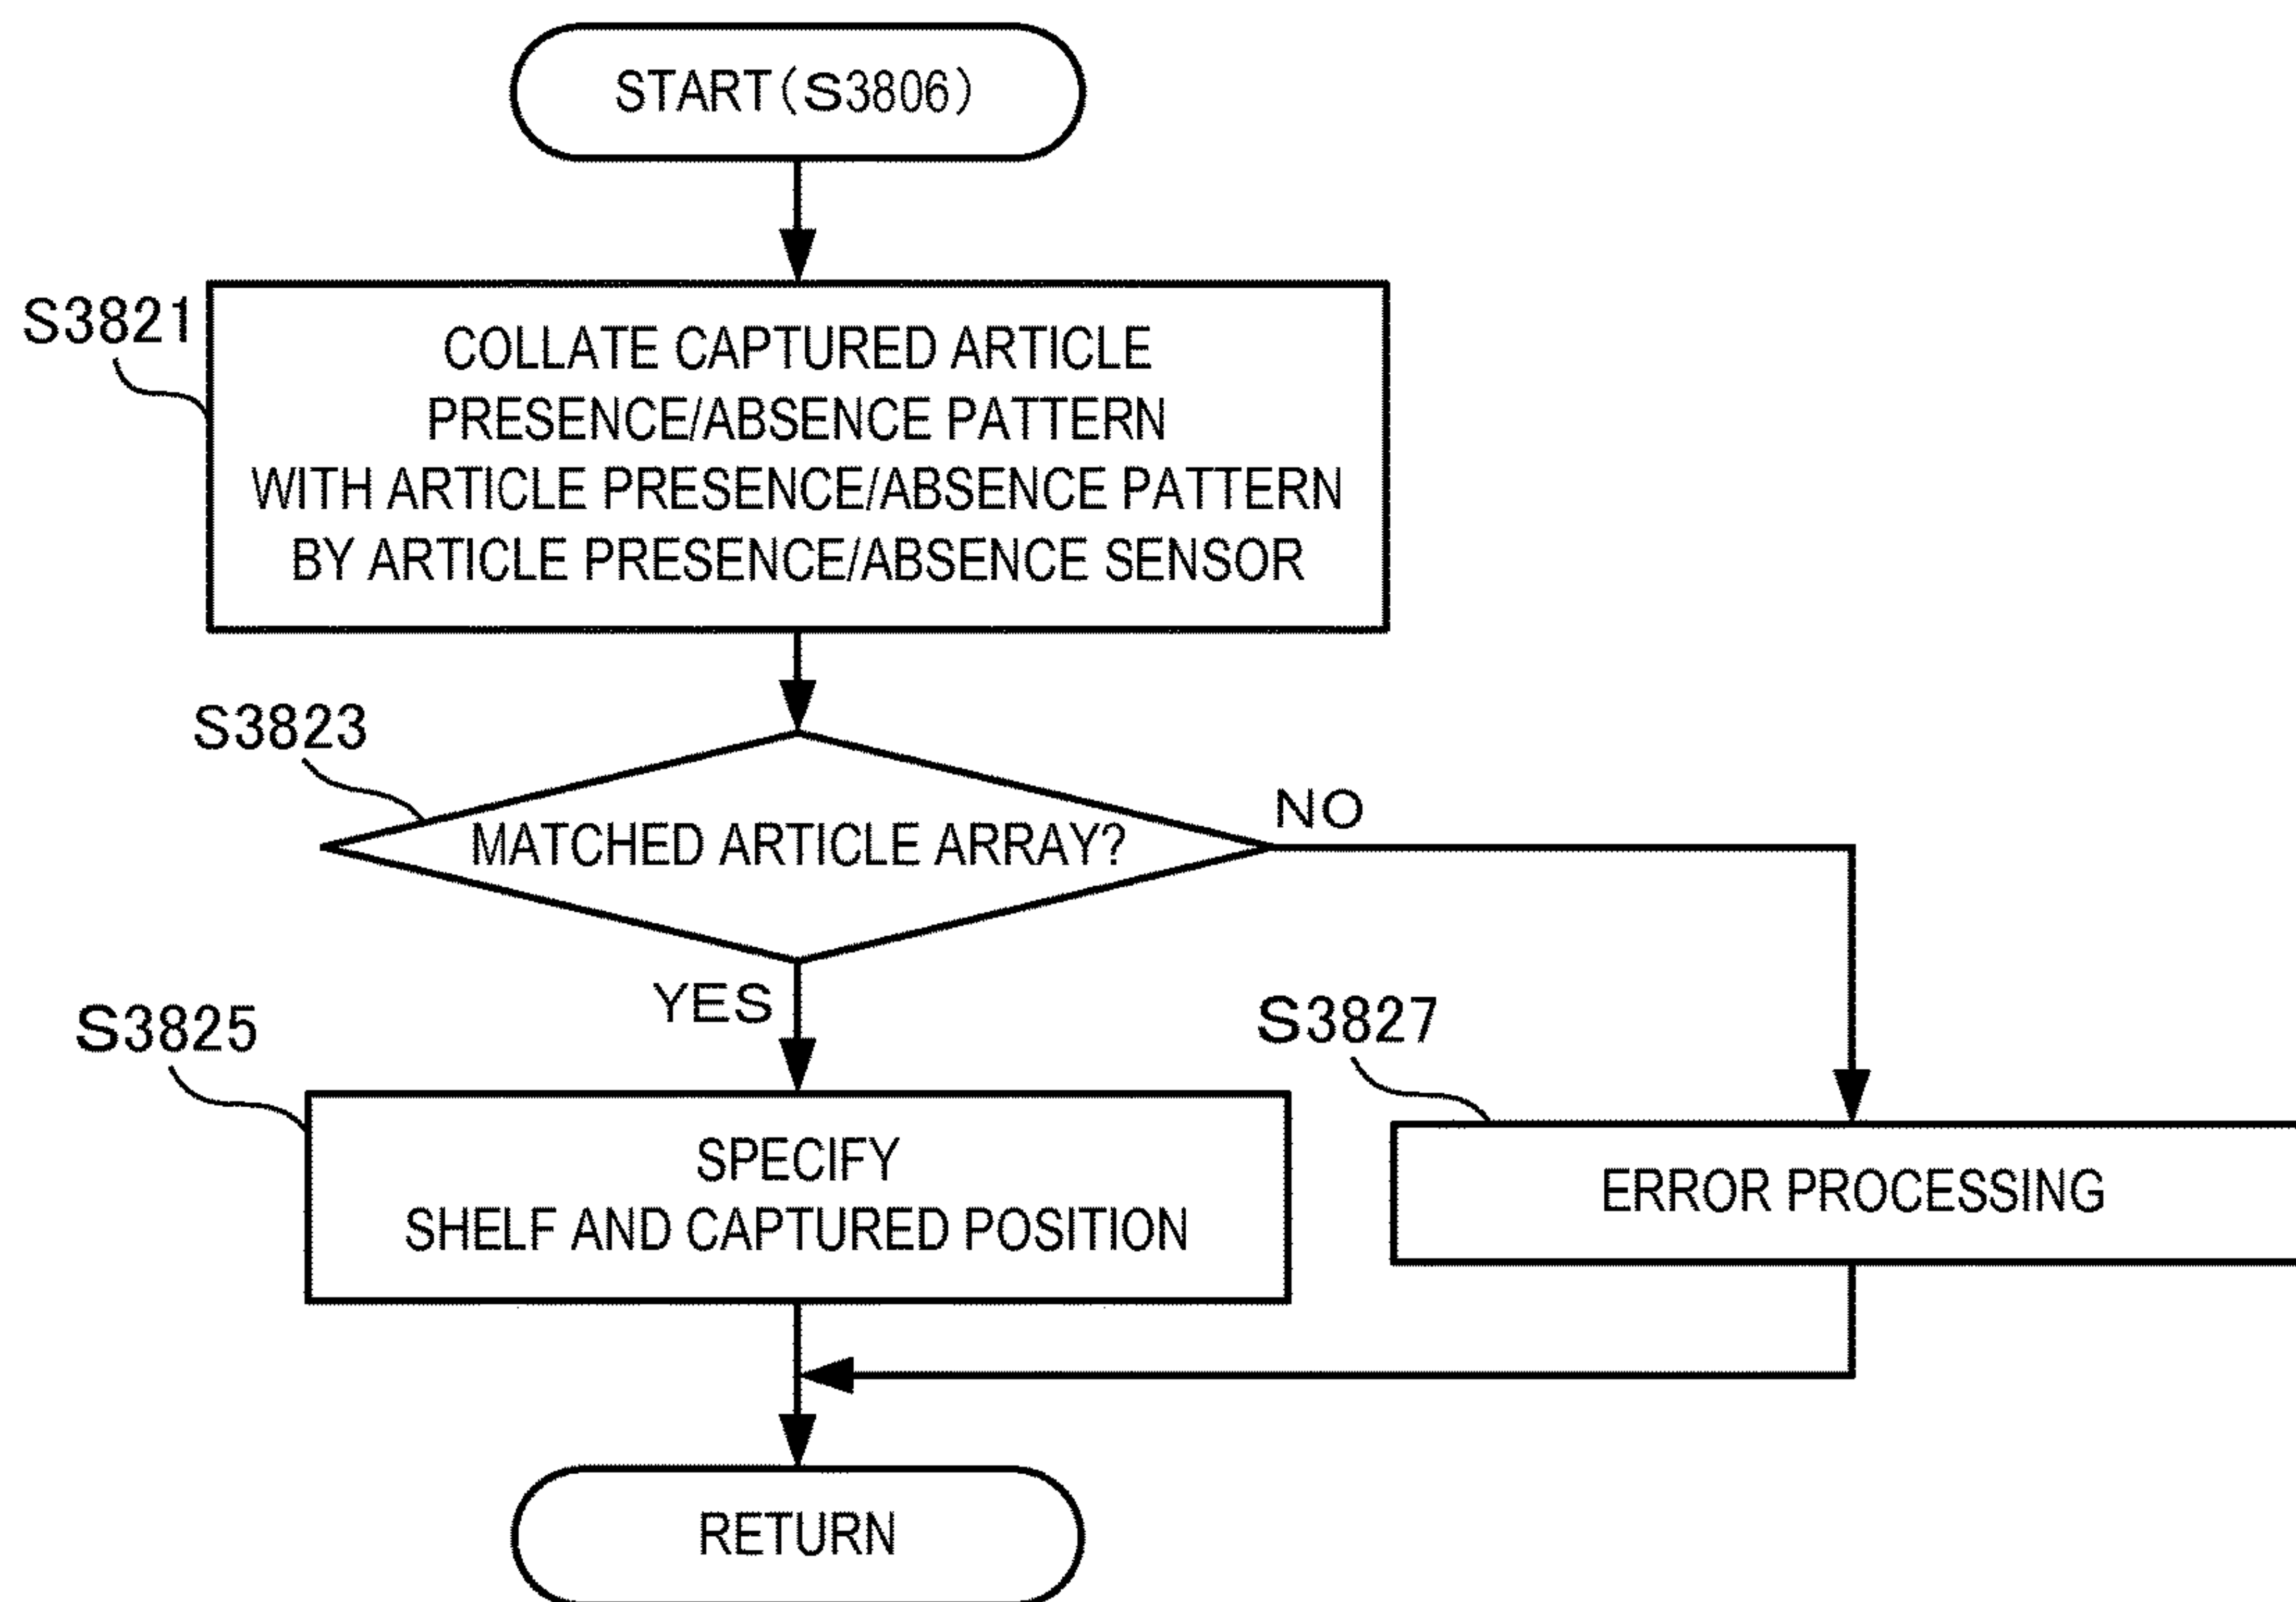 START(S3806)
S3821
COLLATE CAPTURED ARTICLE
PRESENCE/ABSENCE PATTERN
WITH ARTICLE PRESENCE/ABSENCE PATTERN
BY ARTICLE PRESENCE/ABSENCE SENSOR
S3823
MATCHED ARTICLE ARRAY?
NO
YES
S3825
SPECIFY
SHELF AND CAPTURED POSITION
S3827
ERROR PROCESSING
RETURN